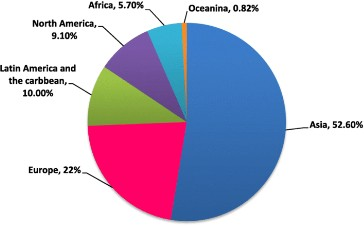 Africa, 5.70%
Oceanina, 0.82%
North America,
9.10%
Latin America and
the carbbean,
10.00%
Asia, 52.60%
Europe, 22%